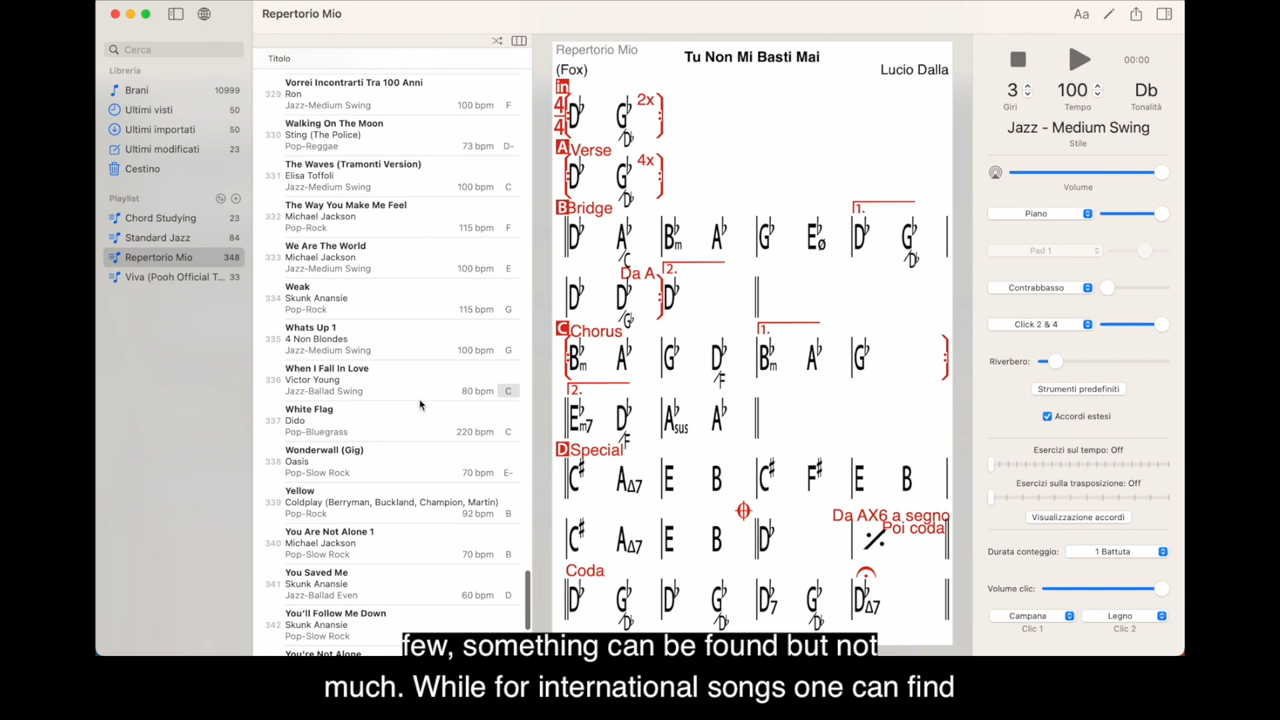 Repertorio Mio
Aa
Cerca
Libreria
Brani 10999
Ultimi visti 50
Ultimi importati 50
Ultimi modificati 23
Cestino
Playlist
Chord Studying 23
Standard Jazz 84
Repertorio Mio 348
Viva (Pooh Official T... 33
Titolo
Vorrei Incontrarti Tra 100 Anni
329 Ron
Jazz-Medium Swing 100 bpm F
Walking On The Moon
330 Sting (The Police)
Pop-Reggae 73 bpm D-
The Waves (Tramonti Version)
331 Elisa Toffoli
Jazz-Medium Swing 100 bpm C
The Way You Make Me Feel
332 Michael Jackson
Pop-Rock 115 bpm F
We Are The World
333 Michael Jackson
Jazz-Medium Swing 100 bpm E
Weak
334 Skunk Anansie
Pop-Rock 115 bpm G
Whats Up 1
335 4 Non Blondes
Jazz-Medium Swing 100 bpm G
When I Fall In Love
336 Victor Young
Jazz-Ballad Swing 80 bpm C
White Flag
337 Dido
Pop-Bluegrass 220 bpm C
Wonderwall (Gig)
338 Oasis
Pop-Slow Rock 70 bpm E-
Yellow
339 Coldplay (Berryman, Buckland, Champion, Martin)
Pop-Rock 92 bpm B
You Are Not Alone 1
340 Michael Jackson
Pop-Slow Rock 70 bpm B
You Saved Me
341 Skunk Anansie
Jazz-Ballad Even 60 bpm D
You'll Follow Me Down
342 Skunk Anansie
Pop-Slow Rock
You're Not Alone
Repertorio Mio
Tu Non Mi Basti Mai
(Fox) Lucio Dalla
in
4/4 D♭ G♭/D♭ 2x
A Verse
D♭ G♭/D♭ 4x
B Bridge
D♭ A♭/C B♭m A♭ G♭ Eø 1. D♭ G♭/D♭
Da A
D♭ D♭/G♭ 2. D♭
C Chorus
B♭m A♭ G♭ D♭/F 1. B♭m A♭ G♭
2. E♭m7 D♭/F A♭sus A♭
D Special
C♯ AΔ7 E B C♯ F♯ E B
Da AX6 a segno
Poi coda
C♯ AΔ7 E B D♭
Coda
D♭ G♭/D♭ D♭ G♭/D♭ D♭7 G♭/D♭ D♭Δ7
00:00
3 100 Db
Giri Tempo Tonalità
Jazz - Medium Swing
Stile
Volume
Piano
Pad 1
Contrabbasso
Click 2 & 4
Riverbero:
Strumenti predefiniti
Accordi estesi
Esercizi sul tempo: Off
Esercizi sulla trasposizione: Off
Visualizzazione accordi
Durata conteggio: 1 Battuta
Volume clic:
Campana Legno
Clic 1 Clic 2
few, something can be found but not
much. While for international songs one can find